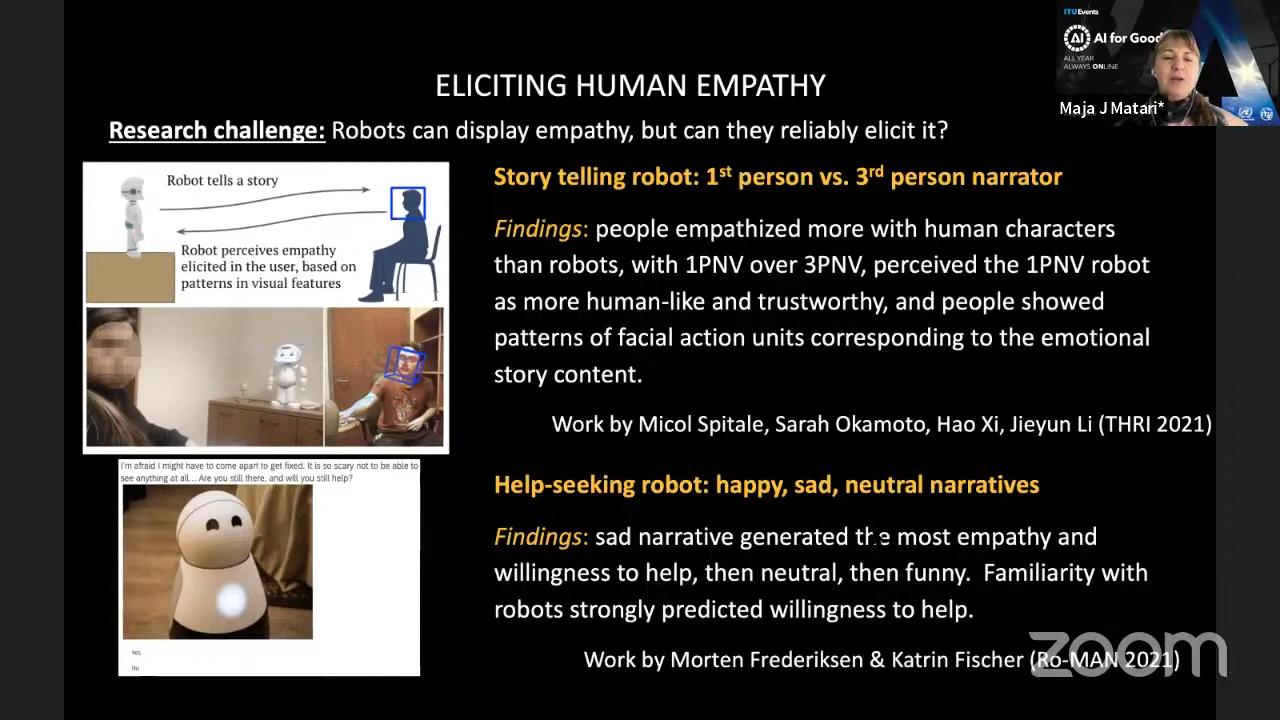 ITUEvents
AI
AI for Good
ALL YEAR
ALWAYS ONLINE
Maja J Matari*
ELICITING HUMAN EMPATHY
Research challenge: Robots can display empathy, but can they reliably elicit it?
Robot tells a story
Robot perceives empathy
elicited in the user, based on
patterns in visual features
Story telling robot: 1st person vs. 3rd person narrator
Findings: people empathized more with human characters
than robots, with 1PNV over 3PNV, perceived the 1PNV robot
as more human-like and trustworthy, and people showed
patterns of facial action units corresponding to the emotional
story content.
Work by Micol Spitale, Sarah Okamoto, Hao Xi, Jieyun Li (THRI 2021)
I'm afraid I might have to come apart to get fixed. It is so scary not to be able to
see anything at all... Are you still there, and will you still help?
Yes
No
Help-seeking robot: happy, sad, neutral narratives
Findings: sad narrative generated the most empathy and
willingness to help, then neutral, then funny. Familiarity with
robots strongly predicted willingness to help.
Work by Morten Frederiksen & Katrin Fischer (Ro-MAN 2021)
zoom